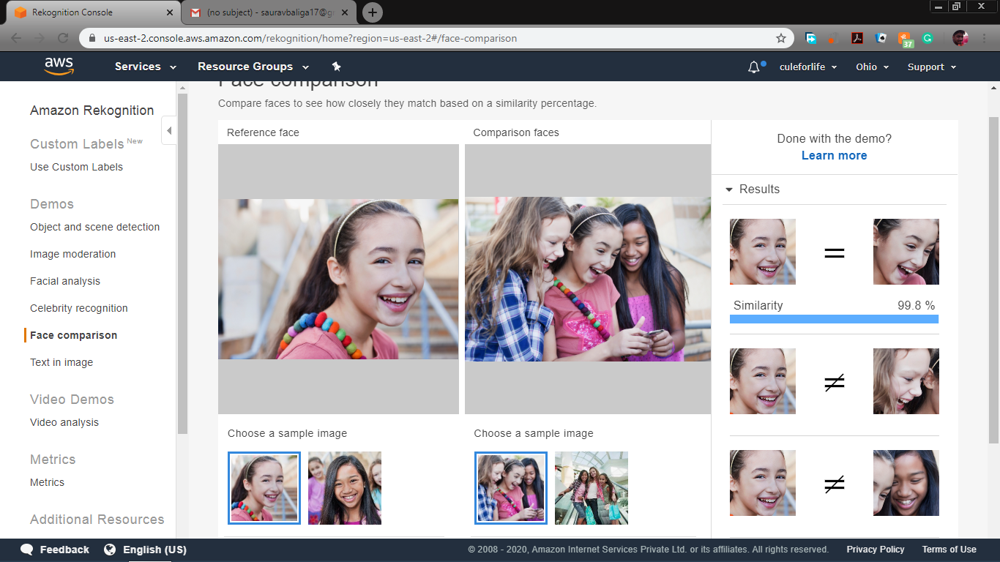 Rekognition Console
(no subject) - sauravbaliga17@g
us-east-2.console.aws.amazon.com/rekognition/home?region=us-east-2#/face-comparison
37
aws
Services
Resource Groups
culeforlife
Ohio
Support
Amazon Rekognition
Custom Labels New
Use Custom Labels
Demos
Object and scene detection
Image moderation
Facial analysis
Celebrity recognition
Face comparison
Text in image
Video Demos
Video analysis
Metrics
Metrics
Additional Resources
Face comparison
Compare faces to see how closely they match based on a similarity percentage.
Reference face
Comparison faces
Choose a sample image
Choose a sample image
Done with the demo?
Learn more
Results
=
Similarity 99.8 %
≠
≠
Feedback
English (US)
© 2008 - 2020, Amazon Internet Services Private Ltd. or its affiliates. All rights reserved.
Privacy Policy
Terms of Use